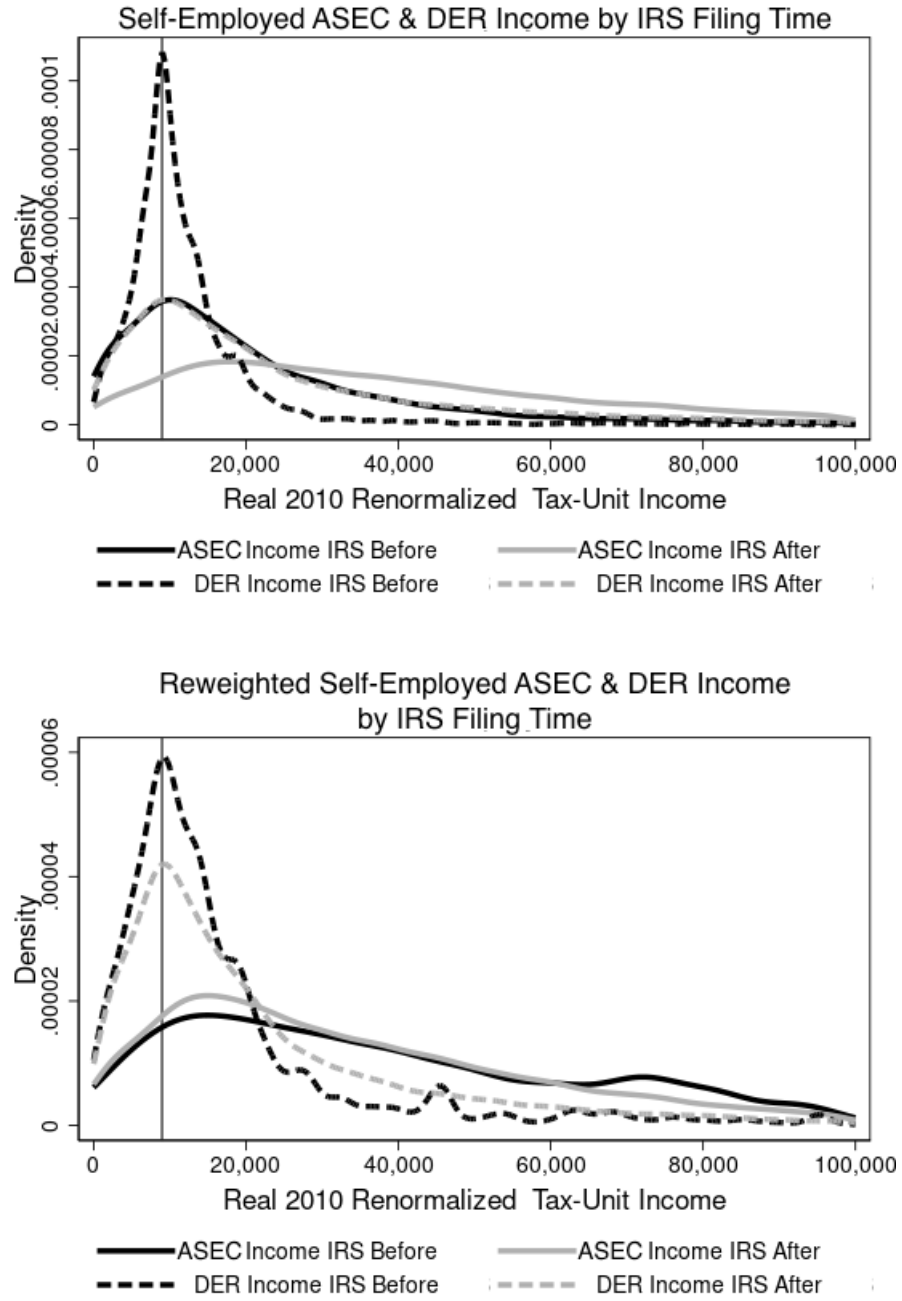 Self-Employed ASEC & DER Income by IRS Filing Time
Density
0 .00002 .00004 .00006 .00008 .0001
0 20,000 40,000 60,000 80,000 100,000
Real 2010 Renormalized Tax-Unit Income
ASEC Income IRS Before ASEC Income IRS After
DER Income IRS Before DER Income IRS After
Reweighted Self-Employed ASEC & DER Income
by IRS Filing Time
Density
0 .00002 .00004 .00006
0 20,000 40,000 60,000 80,000 100,000
Real 2010 Renormalized Tax-Unit Income
ASEC Income IRS Before ASEC Income IRS After
DER Income IRS Before DER Income IRS After